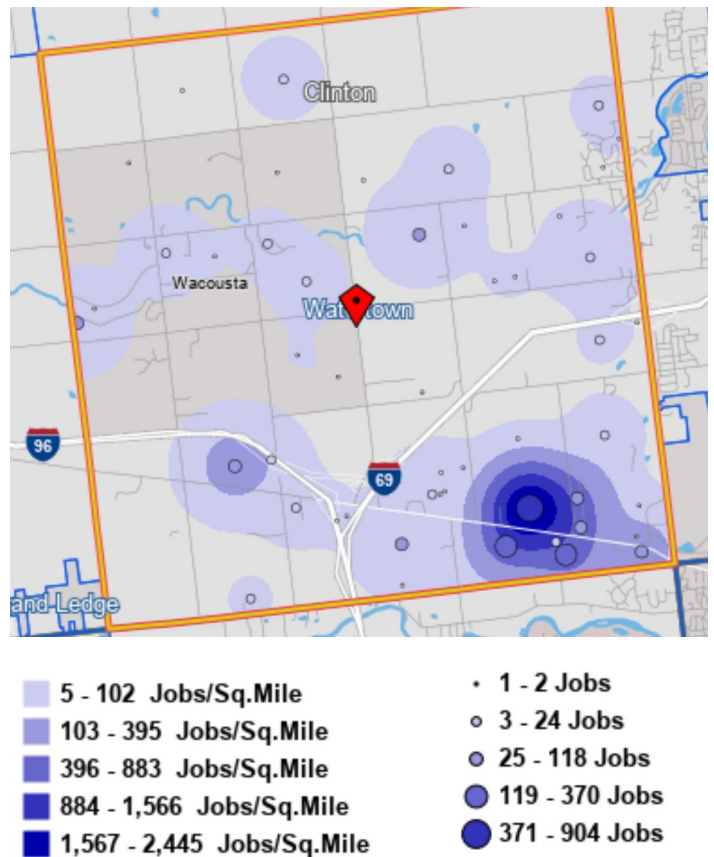 Clinton
Wacousta
Watertown
96
69
and Ledge
5 - 102 Jobs/Sq.Mile
103 - 395 Jobs/Sq.Mile
396 - 883 Jobs/Sq.Mile
884 - 1,566 Jobs/Sq.Mile
1,567 - 2,445 Jobs/Sq.Mile
1 - 2 Jobs
3 - 24 Jobs
25 - 118 Jobs
119 - 370 Jobs
371 - 904 Jobs